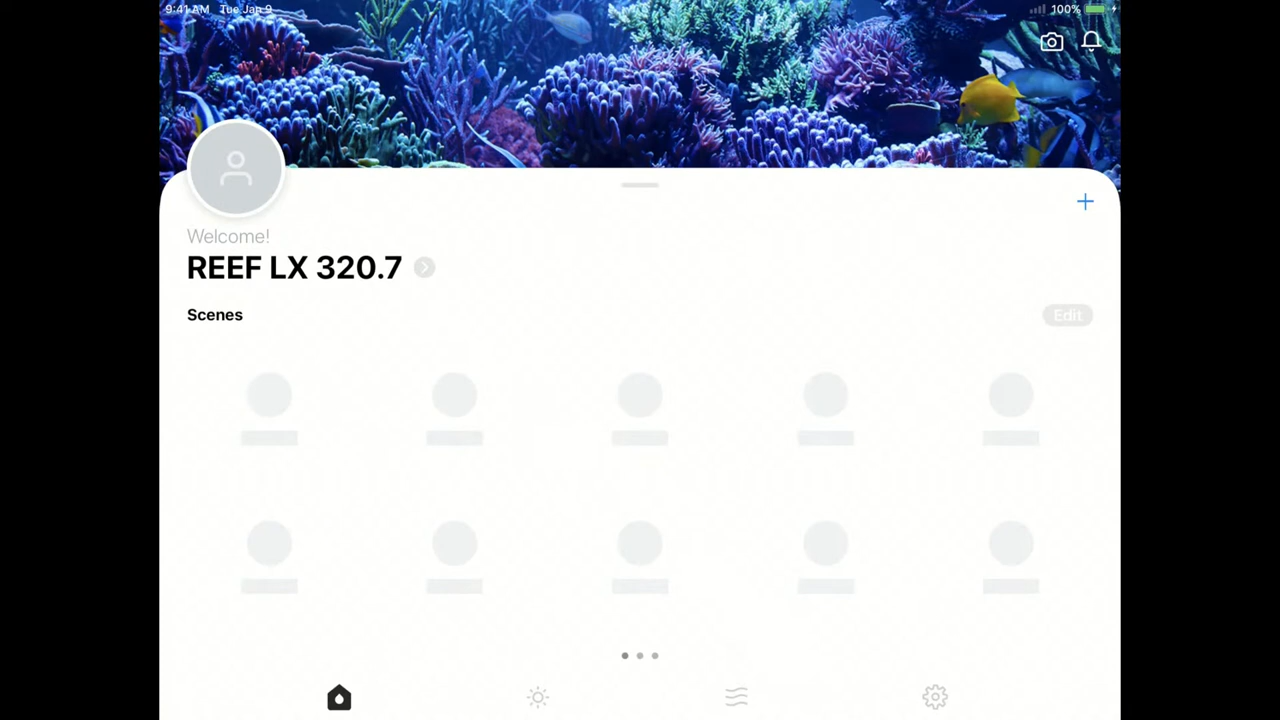 9:41 AM Tue Jan 9
100%
Welcome!
REEF LX 320.7
Scenes
Edit